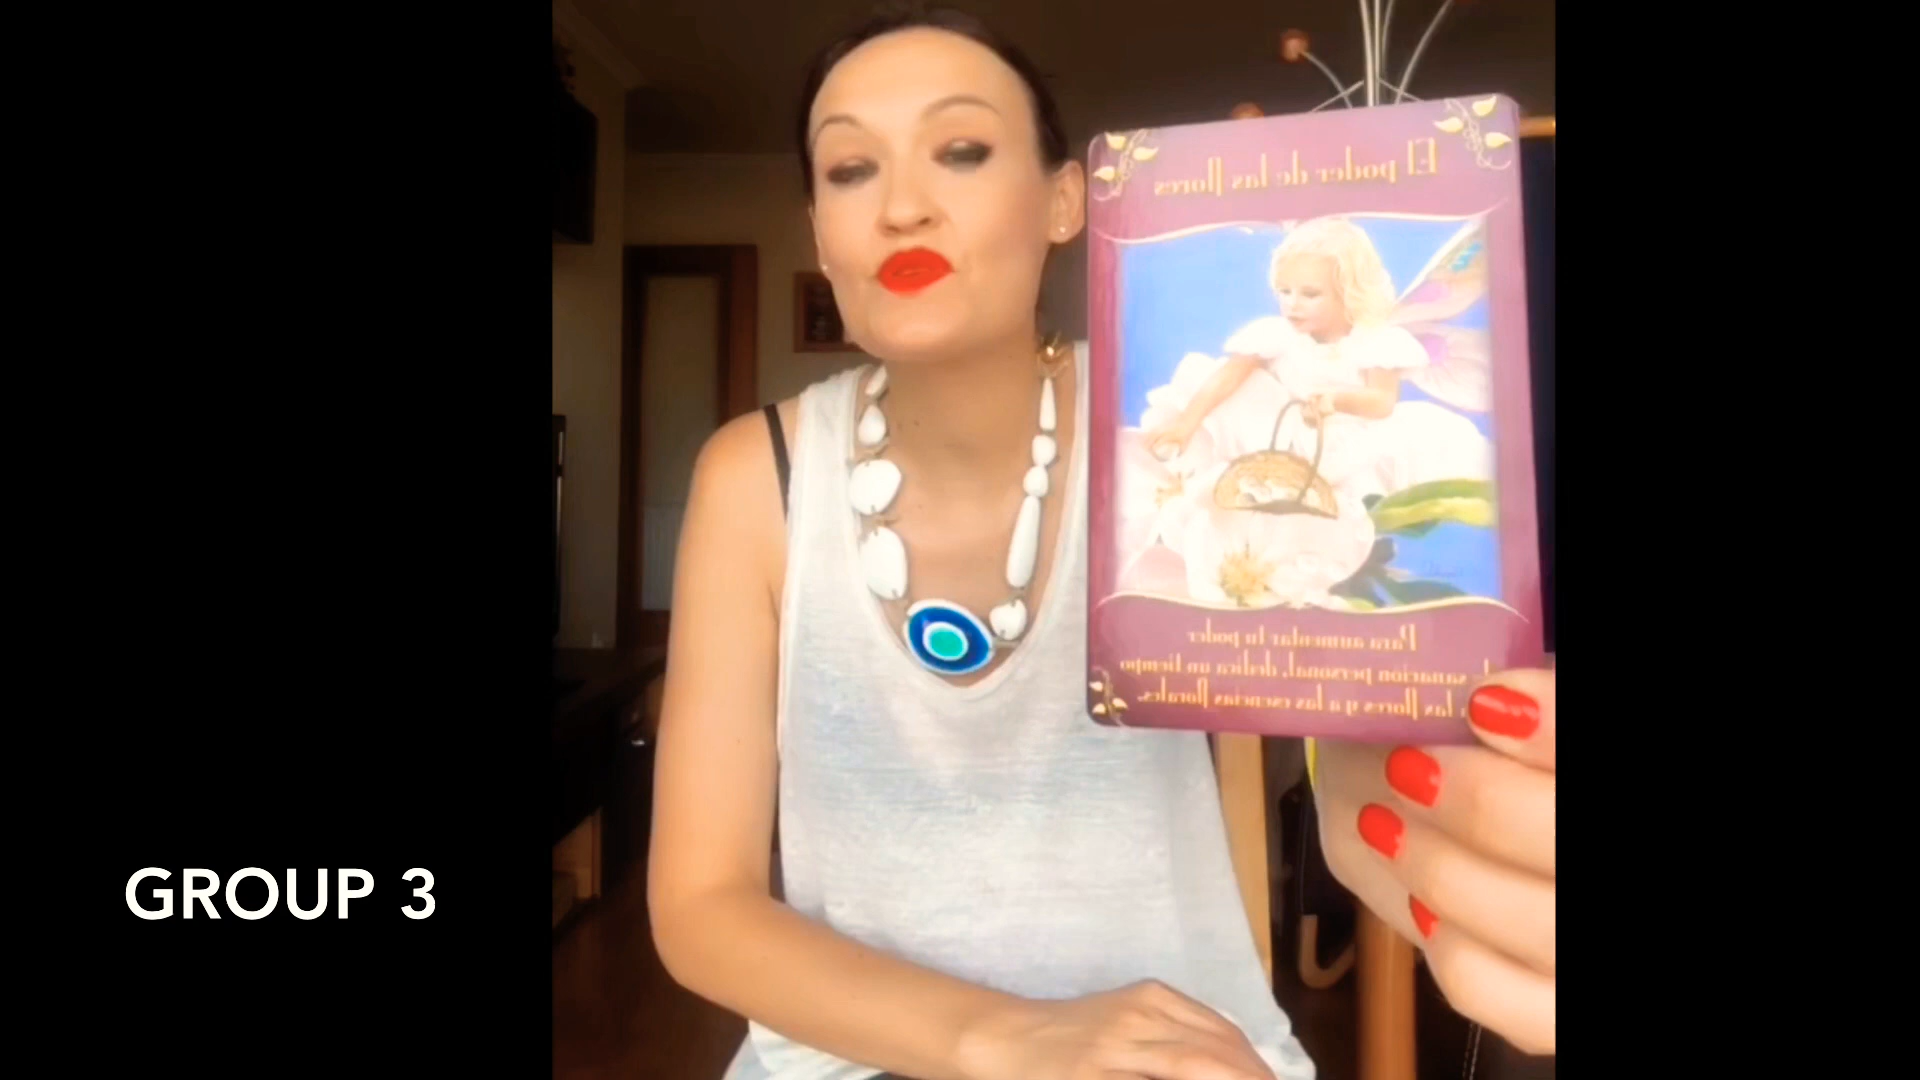 El poder de las flores
Para aumentar tu poder
sanación personal, dedica un tiempo
las flores y a las esencias florales.
GROUP 3